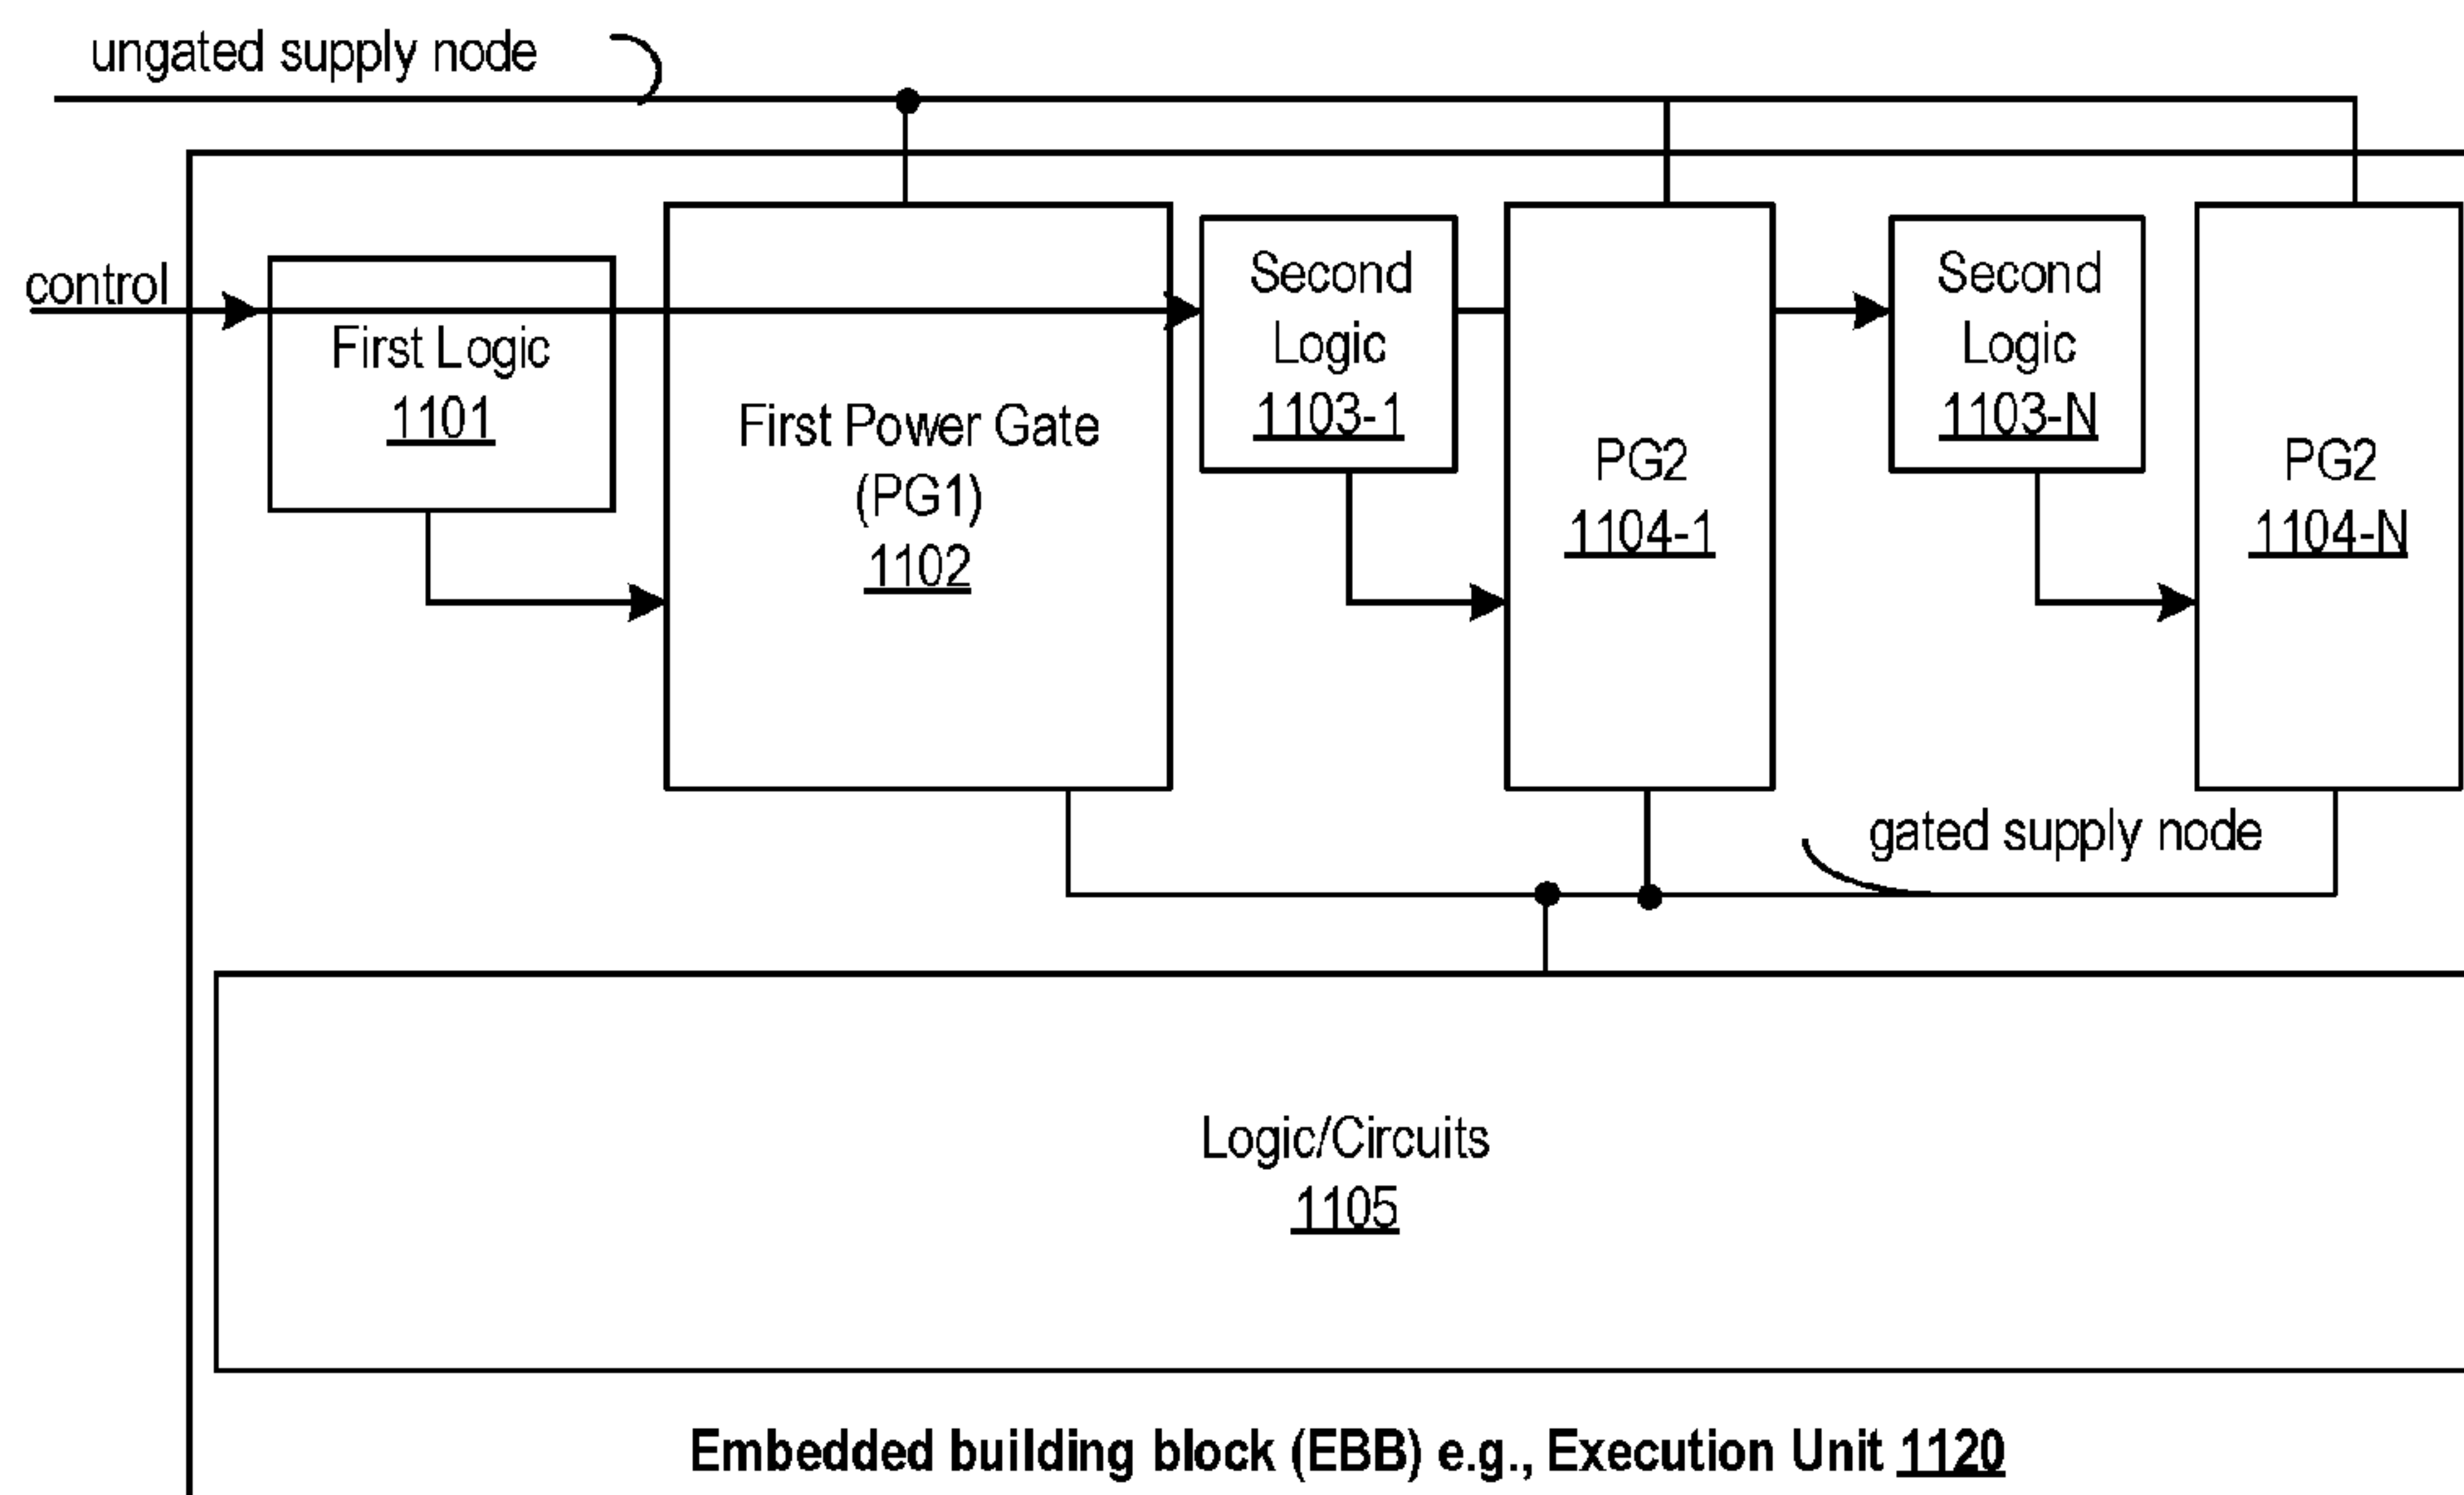 ungated supply node
control
First Logic
1101
First Power Gate
(PG1)
1102
Second
Logic
1103-1
PG2
1104-1
Second
Logic
1103-N
PG2
1104-N
gated supply node
Logic/Circuits
1105
Embedded building block (EBB) e.g., Execution Unit 1120